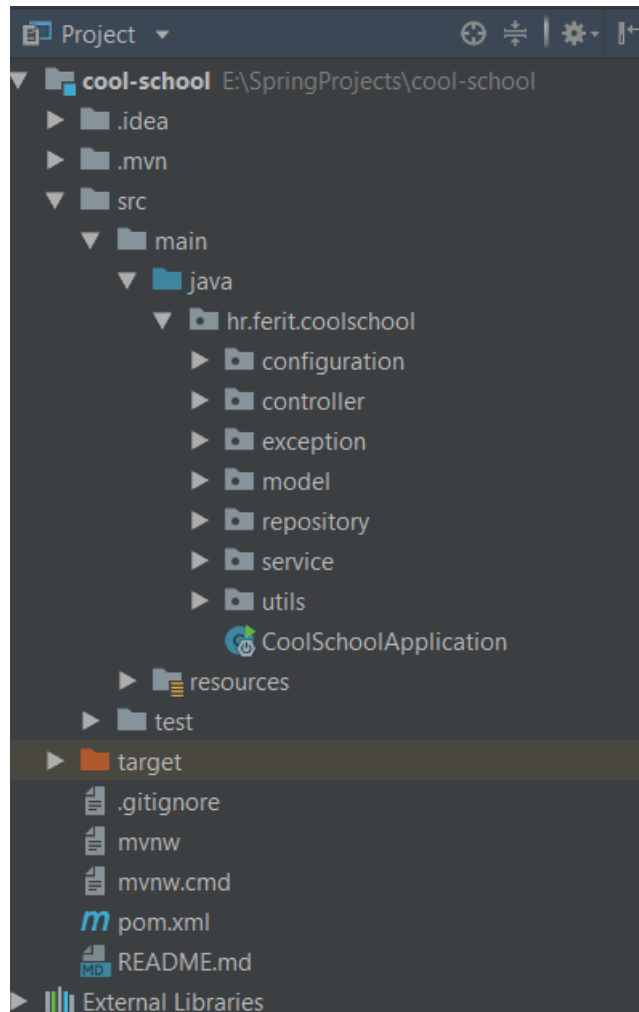 Project
cool-school E:\SpringProjects\cool-school
.idea
.mvn
src
main
java
hr.ferit.coolschool
configuration
controller
exception
model
repository
service
utils
CoolSchoolApplication
resources
test
target
.gitignore
mvnw
mvnw.cmd
m pom.xml
MD README.md
External Libraries